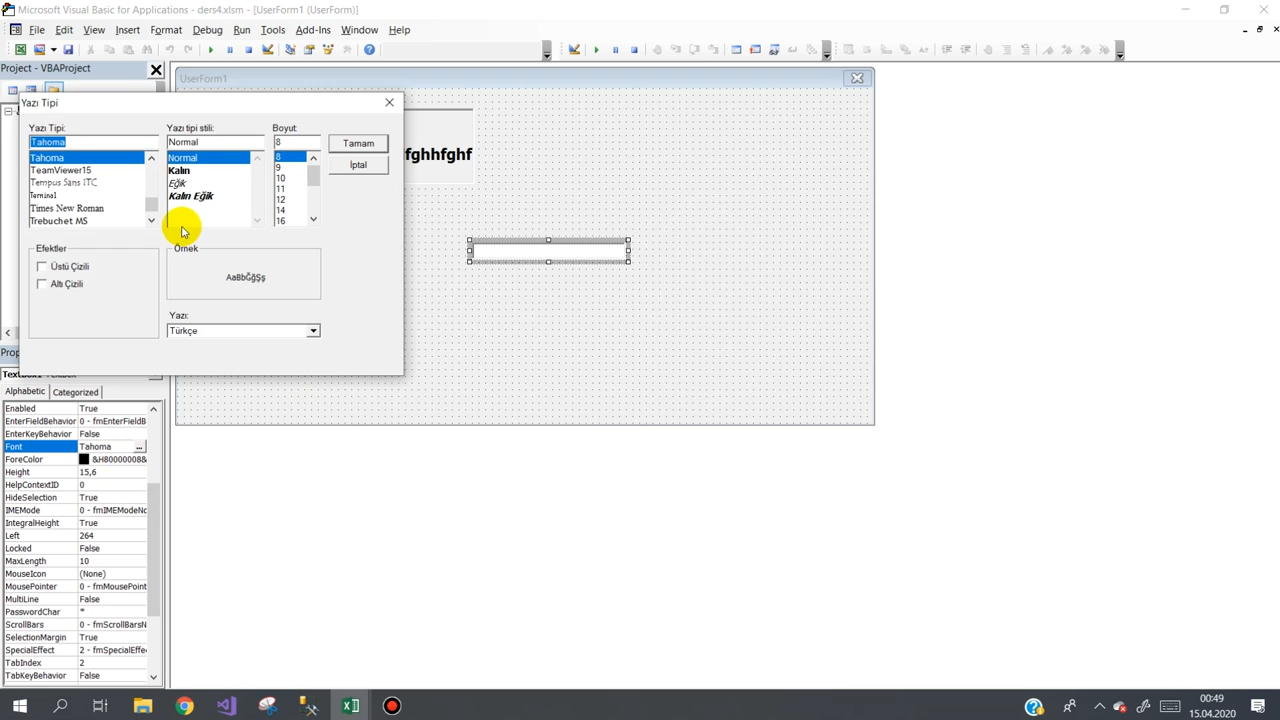 Microsoft Visual Basic for Applications - ders4.xlsm - [UserForm1 (UserForm)]
File Edit View Insert Format Debug Run Tools Add-Ins Window Help
Project - VBAProject
UserForm1
Yazı Tipi
Yazı Tipi: Yazı tipi stili: Boyut:
Tahoma Normal 8 Tamam
Tahoma Normal 8
TeamViewer15 Kalın 9 İptal
Tempus Sans ITC Eğik 10
Terminal Kalın Eğik 11
Times New Roman 12
Trebuchet MS 14
16
fghhfghf
Efektler Örnek
Üstü Çizili
Altı Çizili
AaBbĞğŞş
Yazı:
Türkçe
Prop
TextBox1 TextBox
Alphabetic Categorized
Enabled True
EnterFieldBehavior 0 - fmEnterFieldB
EnterKeyBehavior False
Font Tahoma ...
ForeColor &H80000008&
Height 15,6
HelpContextID 0
HideSelection True
IMEMode 0 - fmIMEModeNo
IntegralHeight True
Left 264
Locked False
MaxLength 10
MouseIcon (None)
MousePointer 0 - fmMousePoint
MultiLine False
PasswordChar *
ScrollBars 0 - fmScrollBarsN
SelectionMargin True
SpecialEffect 2 - fmSpecialEffe
TabIndex 2
TabKeyBehavior False
00:49
15.04.2020